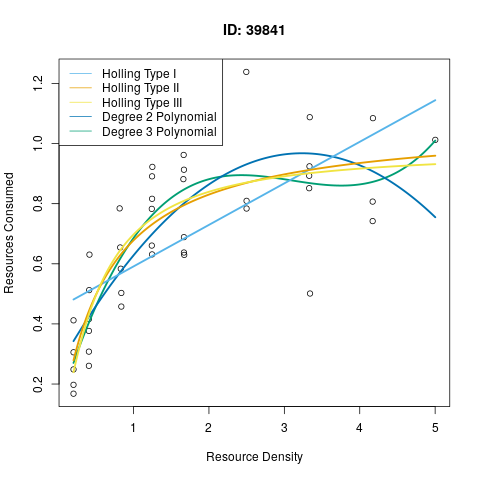 ID: 39841
Holling Type I
Holling Type II
Holling Type III
Degree 2 Polynomial
Degree 3 Polynomial
Resources Consumed
0.2
0.4
0.6
0.8
1.0
1.2
1
2
3
4
5
Resource Density